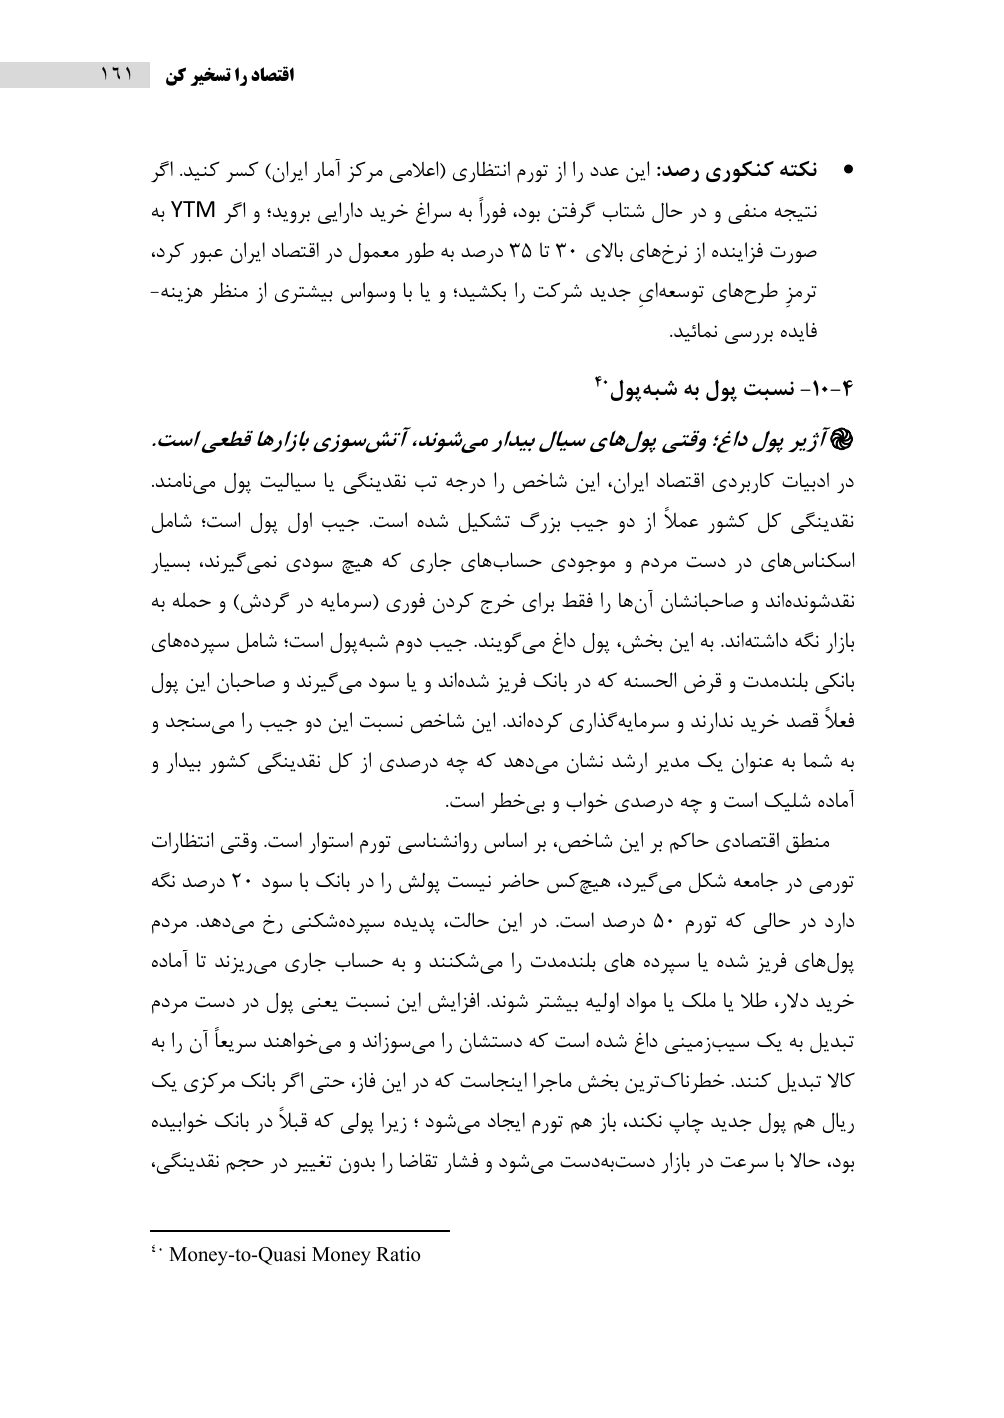 اقتصاد را تسخیر کن ١٦١
• نکته کنکوری رصد: این عدد را از تورم انتظاری (اعلامی مرکز آمار ایران) کسر کنید. اگر
نتیجه منفی و در حال شتاب گرفتن بود، فوراً به سراغ خرید دارایی بروید؛ و اگر YTM به
صورت فزاینده از نرخ‌های بالای ۳۰ تا ۳۵ درصد به طور معمول در اقتصاد ایران عبور کرد،
ترمزِ طرح‌های توسعه‌ایِ جدید شرکت را بکشید؛ و یا با وسواس بیشتری از منظر هزینه-
فایده بررسی نمائید.
۴-۱۰- نسبت پول به شبه‌پول۴۰
آژیر پول داغ؛ وقتی پول‌های سیال بیدار می‌شوند، آتش‌سوزی بازارها قطعی است.
در ادبیات کاربردی اقتصاد ایران، این شاخص را درجه تب نقدینگی یا سیالیت پول می‌نامند.
نقدینگی کل کشور عملاً از دو جیب بزرگ تشکیل شده است. جیب اول پول است؛ شامل
اسکناس‌های در دست مردم و موجودی حساب‌های جاری که هیچ سودی نمی‌گیرند، بسیار
نقدشونده‌اند و صاحبانشان آن‌ها را فقط برای خرج کردن فوری (سرمایه در گردش) و حمله به
بازار نگه داشته‌اند. به این بخش، پول داغ می‌گویند. جیب دوم شبه‌پول است؛ شامل سپرده‌های
بانکی بلندمدت و قرض الحسنه که در بانک فریز شده‌اند و یا سود می‌گیرند و صاحبان این پول
فعلاً قصد خرید ندارند و سرمایه‌گذاری کرده‌اند. این شاخص نسبت این دو جیب را می‌سنجد و
به شما به عنوان یک مدیر ارشد نشان می‌دهد که چه درصدی از کل نقدینگی کشور بیدار و
آماده شلیک است و چه درصدی خواب و بی‌خطر است.
منطق اقتصادی حاکم بر این شاخص، بر اساس روانشناسی تورم استوار است. وقتی انتظارات
تورمی در جامعه شکل می‌گیرد، هیچ‌کس حاضر نیست پولش را در بانک با سود ۲۰ درصد نگه
دارد در حالی که تورم ۵۰ درصد است. در این حالت، پدیده سپرده‌شکنی رخ می‌دهد. مردم
پول‌های فریز شده یا سپرده های بلندمدت را می‌شکنند و به حساب جاری می‌ریزند تا آماده
خرید دلار، طلا یا ملک یا مواد اولیه بیشتر شوند. افزایش این نسبت یعنی پول در دست مردم
تبدیل به یک سیب‌زمینی داغ شده است که دستشان را می‌سوزاند و می‌خواهند سریعاً آن را به
کالا تبدیل کنند. خطرناک‌ترین بخش ماجرا اینجاست که در این فاز، حتی اگر بانک مرکزی یک
ریال هم پول جدید چاپ نکند، باز هم تورم ایجاد می‌شود ؛ زیرا پولی که قبلاً در بانک خوابیده
بود، حالا با سرعت در بازار دست‌به‌دست می‌شود و فشار تقاضا را بدون تغییر در حجم نقدینگی،
٤٠ Money-to-Quasi Money Ratio